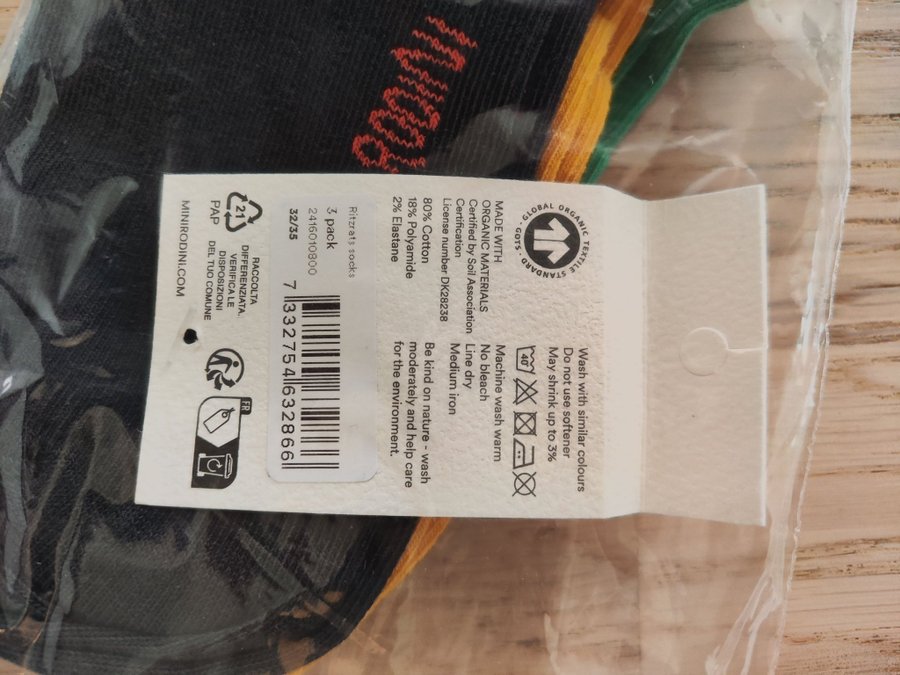 GLOBAL ORGANIC TEXTILE STANDARD · GOTS ·
MADE WITH
ORGANIC MATERIALS
Certified by Soil Association
Certification
License number DK28238
80% Cotton
18% Polyamide
2% Elastane
Wash with similar colours
Do not use softener
May shrink up to 3%
40°
Machine wash warm
No bleach
Line dry
Medium iron
Be kind on nature - wash
moderately and help care
for the environment.
Ritzrats socks
3 pack
2416010800
32/35
7 332754 632866
21
PAP
RACCOLTA
DIFFERENZIATA.
VERIFICA LE
DISPOSIZIONI
DEL TUO COMUNE
FR
MINIRODINI.COM